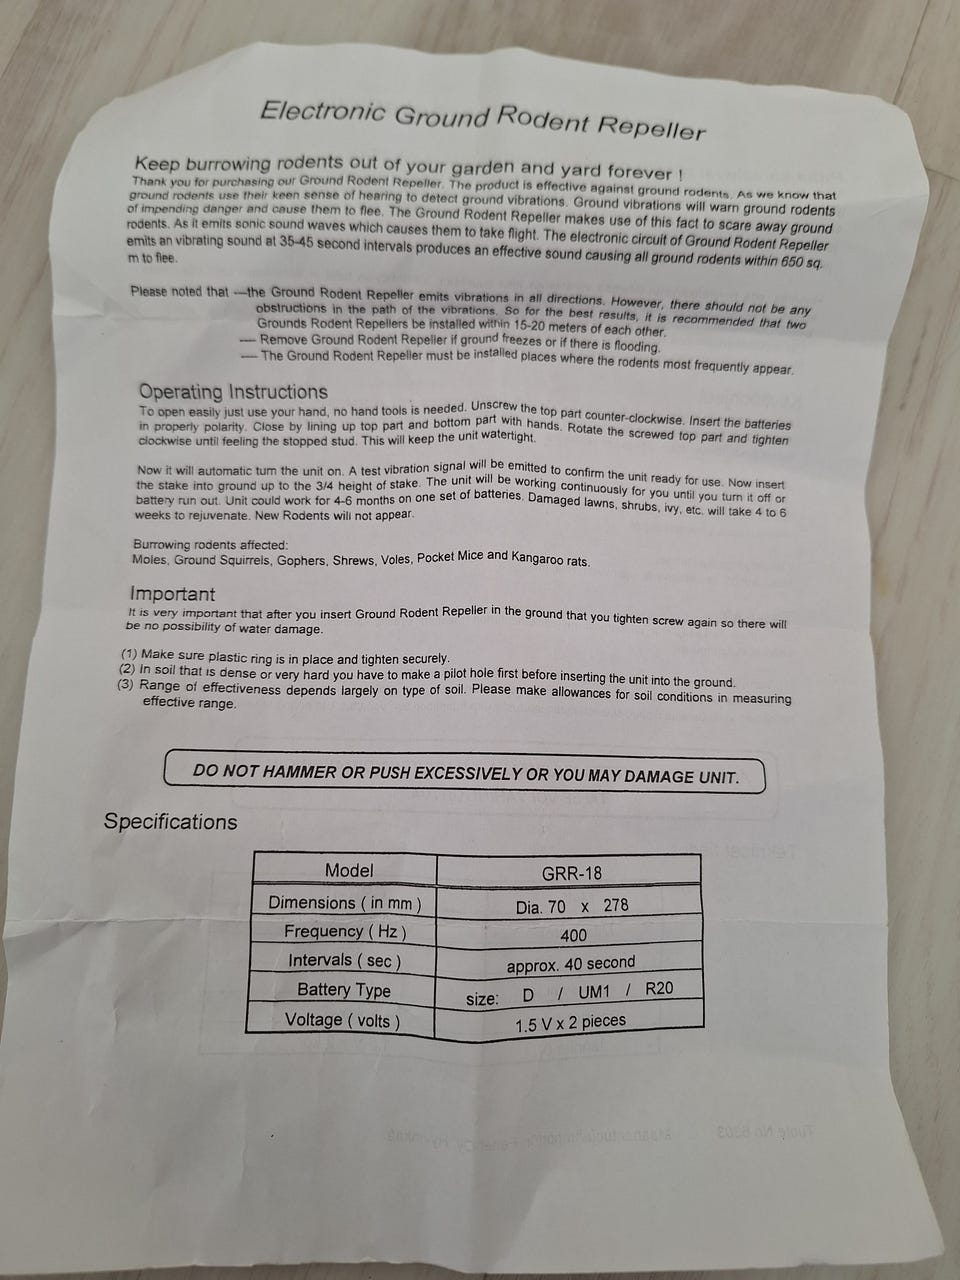 Electronic Ground Rodent Repeller
Keep burrowing rodents out of your garden and yard forever !
Thank you for purchasing our Ground Rodent Repeller. The product is effective against ground rodents. As we know that
ground rodents use their keen sense of hearing to detect ground vibrations. Ground vibrations will warn ground rodents
of impending danger and cause them to flee. The Ground Rodent Repeller makes use of this fact to scare away ground
rodents. As it emits sonic sound waves which causes them to take flight. The electronic circuit of Ground Rodent Repeller
emits an vibrating sound at 35-45 second intervals produces an effective sound causing all ground rodents within 650 sq.
m to flee.
Please noted that ---the Ground Rodent Repeller emits vibrations in all directions. However, there should not be any
obstructions in the path of the vibrations. So for the best results, it is recommended that two
Grounds Rodent Repellers be installed within 15-20 meters of each other.
--- Remove Ground Rodent Repeller if ground freezes or if there is flooding.
--- The Ground Rodent Repeller must be installed places where the rodents most frequently appear.
Operating Instructions
To open easily just use your hand, no hand tools is needed. Unscrew the top part counter-clockwise. Insert the batteries
in properly polarity. Close by lining up top part and bottom part with hands. Rotate the screwed top part and tighten
clockwise until feeling the stopped stud. This will keep the unit watertight.
Now it will automatic turn the unit on. A test vibration signal will be emitted to confirm the unit ready for use. Now insert
the stake into ground up to the 3/4 height of stake. The unit will be working continuously for you until you turn it off or
battery run out. Unit could work for 4-6 months on one set of batteries. Damaged lawns, shrubs, ivy, etc. will take 4 to 6
weeks to rejuvenate. New Rodents will not appear.
Burrowing rodents affected:
Moles, Ground Squirrels, Gophers, Shrews, Voles, Pocket Mice and Kangaroo rats.
Important
It is very important that after you insert Ground Rodent Repeller in the ground that you tighten screw again so there will
be no possibility of water damage.
(1) Make sure plastic ring is in place and tighten securely.
(2) In soil that is dense or very hard you have to make a pilot hole first before inserting the unit into the ground.
(3) Range of effectiveness depends largely on type of soil. Please make allowances for soil conditions in measuring
effective range.
DO NOT HAMMER OR PUSH EXCESSIVELY OR YOU MAY DAMAGE UNIT.
Specifications
Model GRR-18
Dimensions ( in mm ) Dia. 70 x 278
Frequency ( Hz ) 400
Intervals ( sec ) approx. 40 second
Battery Type size: D / UM1 / R20
Voltage ( volts ) 1.5 V x 2 pieces